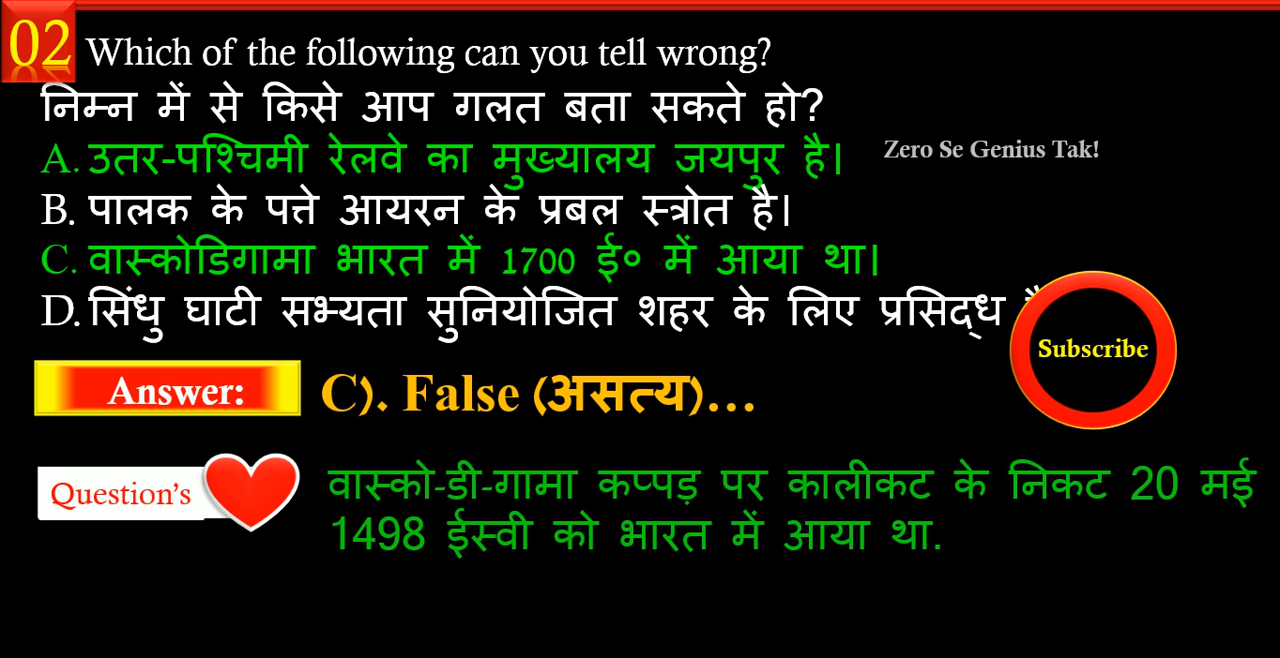 02 Which of the following can you tell wrong?
निम्न में से किसे आप गलत बता सकते हो?
A. उतर-पश्चिमी रेलवे का मुख्यालय जयपुर है।
Zero Se Genius Tak!
B. पालक के पत्ते आयरन के प्रबल स्त्रोत है।
C. वास्कोडिगामा भारत में 1700 ई० में आया था।
D. सिंधु घाटी सभ्यता सुनियोजित शहर के लिए प्रसिद्ध
Subscribe
Answer: C). False (असत्य)...
Question's वास्को-डी-गामा कप्पड़ पर कालीकट के निकट 20 मई
1498 ईस्वी को भारत में आया था.